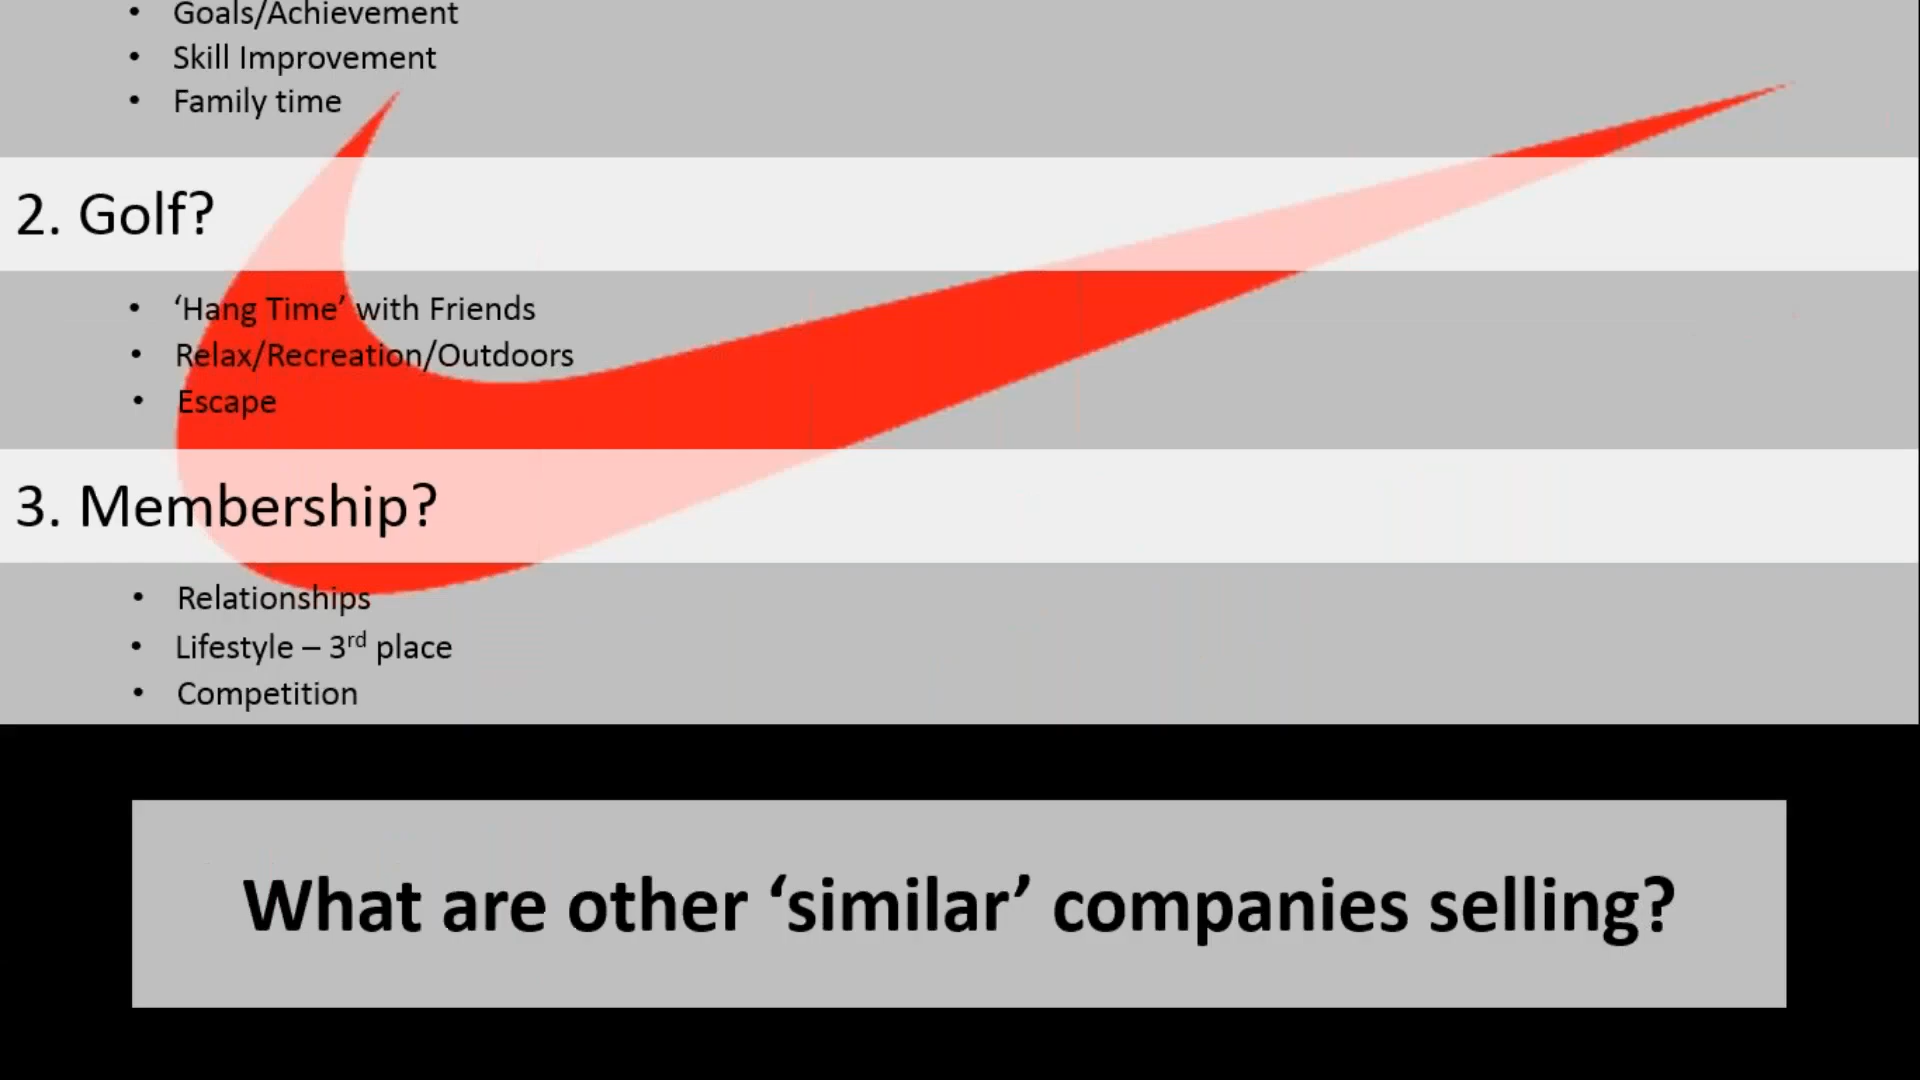 • Goals/Achievement
• Skill Improvement
• Family time
2. Golf?
• ‘Hang Time’ with Friends
• Relax/Recreation/Outdoors
• Escape
3. Membership?
• Relationships
• Lifestyle – 3rd place
• Competition
What are other ‘similar’ companies selling?